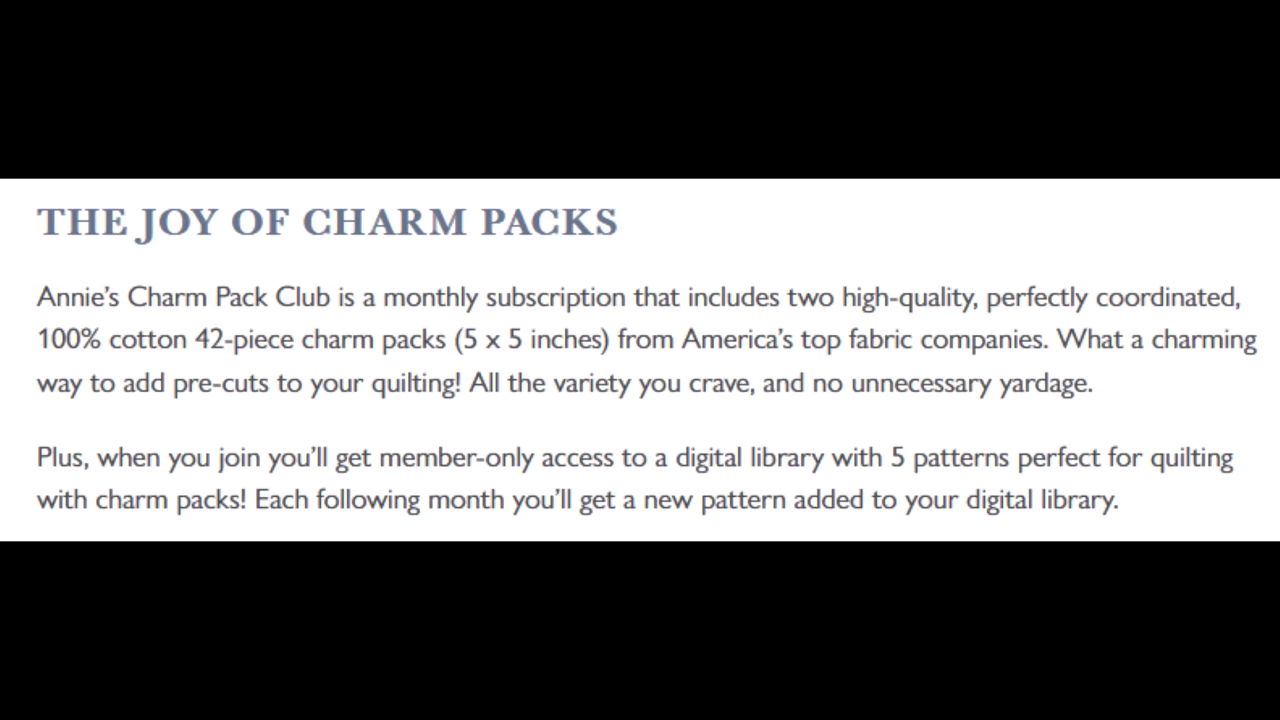 THE JOY OF CHARM PACKS
Annie’s Charm Pack Club is a monthly subscription that includes two high-quality, perfectly coordinated,
100% cotton 42-piece charm packs (5 x 5 inches) from America’s top fabric companies. What a charming
way to add pre-cuts to your quilting! All the variety you crave, and no unnecessary yardage.
Plus, when you join you’ll get member-only access to a digital library with 5 patterns perfect for quilting
with charm packs! Each following month you’ll get a new pattern added to your digital library.